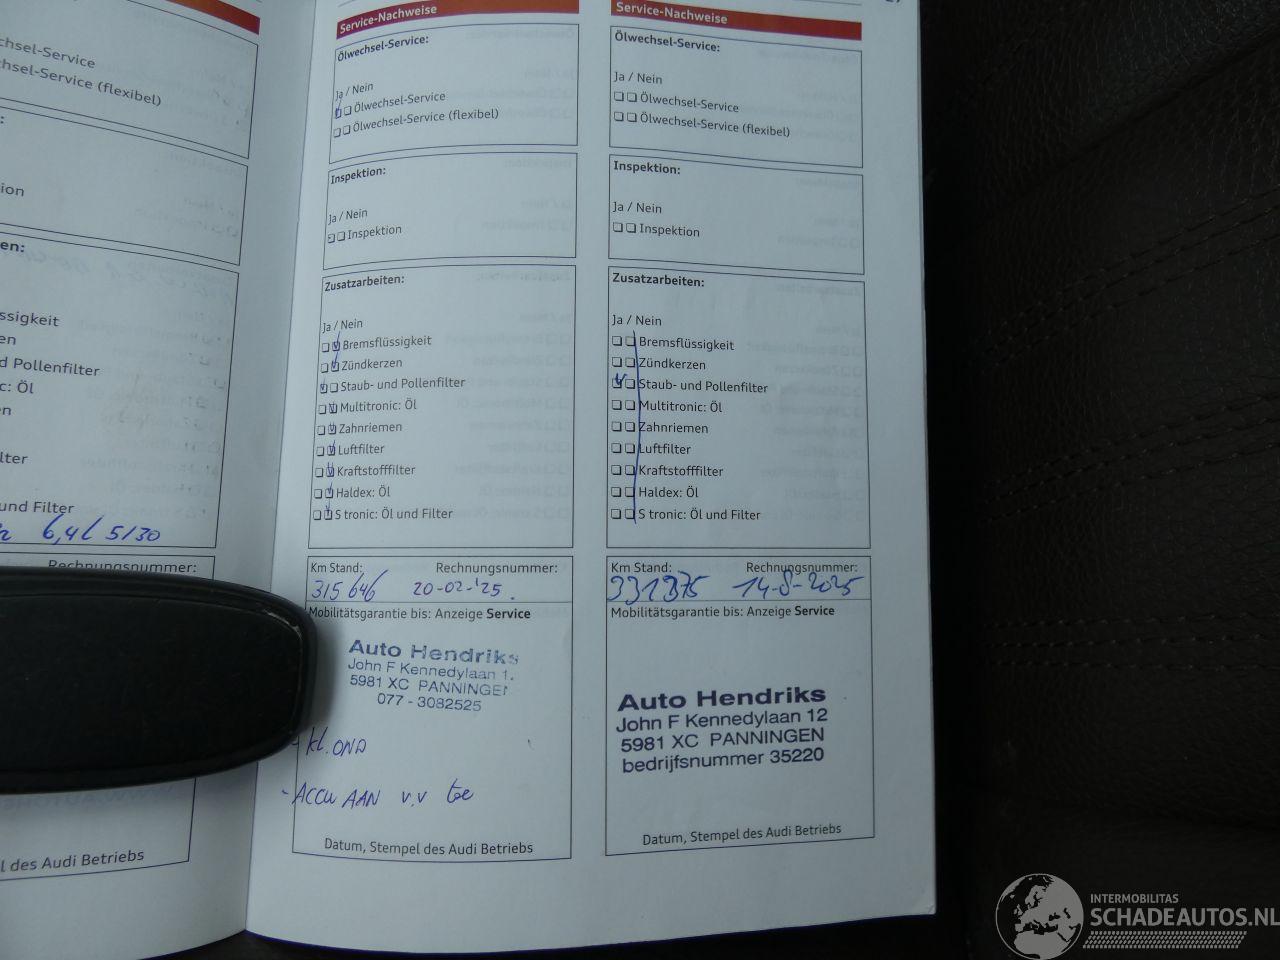 chsel-Service
chsel-Service (flexibel)
:
ion
en:
ssigkeit
en
d Pollenfilter
c: Öl
en
lter
und Filter
6,4l 5/30
Rechnungsnummer:
l des Audi Betriebs
Service-Nachweise
Ölwechsel-Service:
Ja / Nein
Ölwechsel-Service
Ölwechsel-Service (flexibel)
Inspektion:
Ja / Nein
Inspektion
Zusatzarbeiten:
Ja / Nein
Bremsflüssigkeit
Zündkerzen
Staub- und Pollenfilter
Multitronic: Öl
Zahnriemen
Luftfilter
Kraftstofffilter
Haldex: Öl
S tronic: Öl und Filter
Km Stand: Rechnungsnummer:
315646 20-02-'25.
Mobilitätsgarantie bis: Anzeige Service
Auto Hendriks
John F Kennedylaan 1.
5981 XC PANNINGEN
077 - 3082525
- kl. OND
- ACCU AAN v.v toe
Datum, Stempel des Audi Betriebs
Service-Nachweise
Ölwechsel-Service:
Ja / Nein
Ölwechsel-Service
Ölwechsel-Service (flexibel)
Inspektion:
Ja / Nein
Inspektion
Zusatzarbeiten:
Ja / Nein
Bremsflüssigkeit
Zündkerzen
Staub- und Pollenfilter
Multitronic: Öl
Zahnriemen
Luftfilter
Kraftstofffilter
Haldex: Öl
S tronic: Öl und Filter
Km Stand: Rechnungsnummer:
331975 14-8-2025
Mobilitätsgarantie bis: Anzeige Service
Auto Hendriks
John F Kennedylaan 12
5981 XC PANNINGEN
bedrijfsnummer 35220
Datum, Stempel des Audi Betriebs
INTERMOBILITAS
SCHADEAUTOS.NL